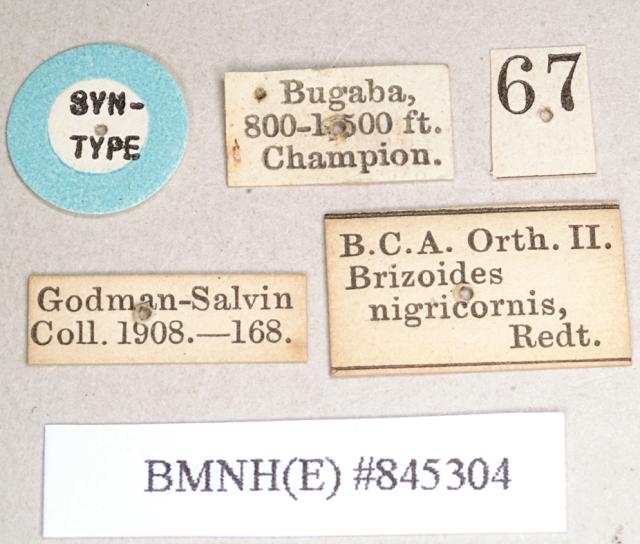 SYN-
TYPE
Bugaba,
800-1,500 ft.
Champion.
67
B.C.A. Orth. II.
Brizoides
nigricornis,
Redt.
Godman-Salvin
Coll. 1908.—168.
BMNH(E) #845304